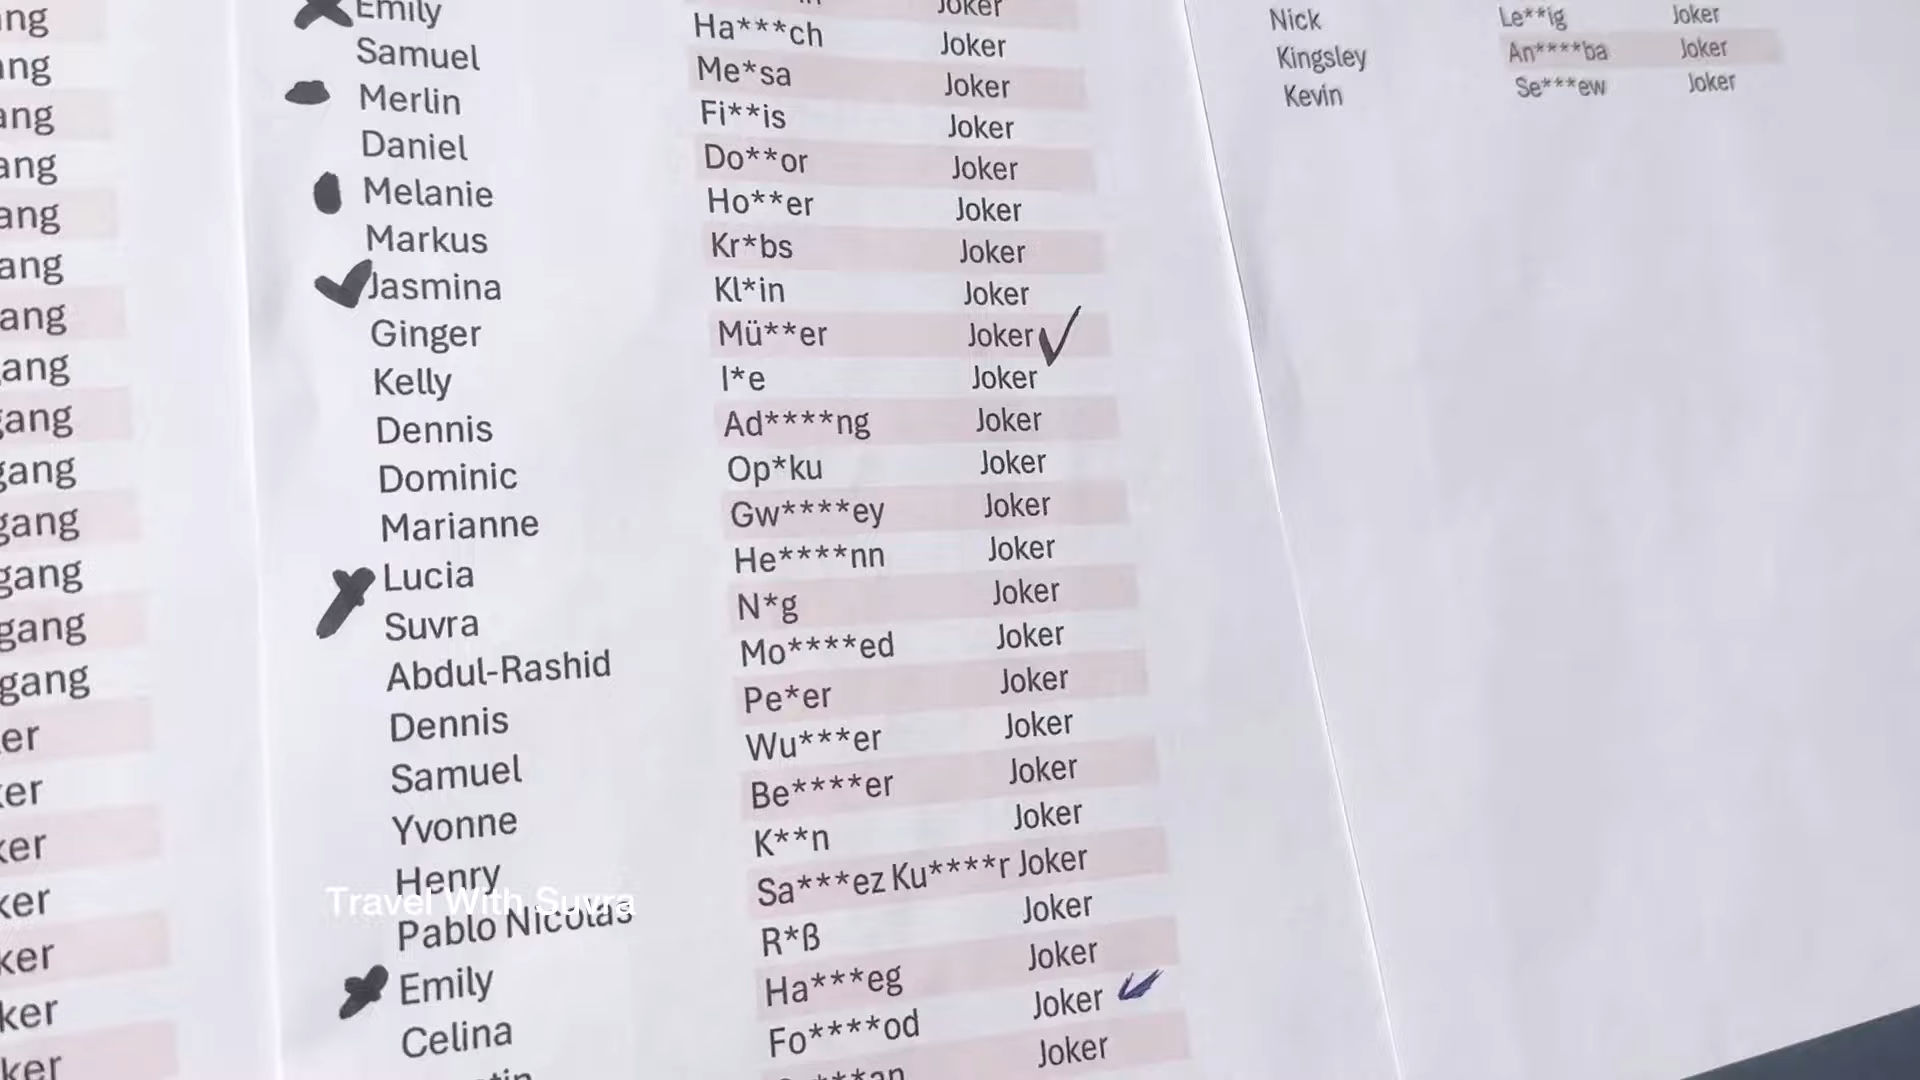 Emily Ha***ch Joker
Samuel Me*sa Joker
Merlin Fi**is Joker
Daniel Do**or Joker
Melanie Ho**er Joker
Markus Kr*bs Joker
Jasmina Kl*in Joker
Ginger Mü**er Joker
Kelly I*e Joker
Dennis Ad****ng Joker
Dominic Op*ku Joker
Marianne Gw****ey Joker
Lucia He****nn Joker
Suvra N*g Joker
Abdul-Rashid Mo****ed Joker
Dennis Pe*er Joker
Samuel Wu***er Joker
Yvonne Be****er Joker
Henry K**n Joker
Pablo Nicolas Sa***ez Ku****r Joker
Emily R*ß Joker
Celina Ha***eg Joker
Fo****od Joker
Joker
Nick Le**ig Joker
Kingsley An****ba Joker
Kevin Se***ew Joker
Travel With Suvra